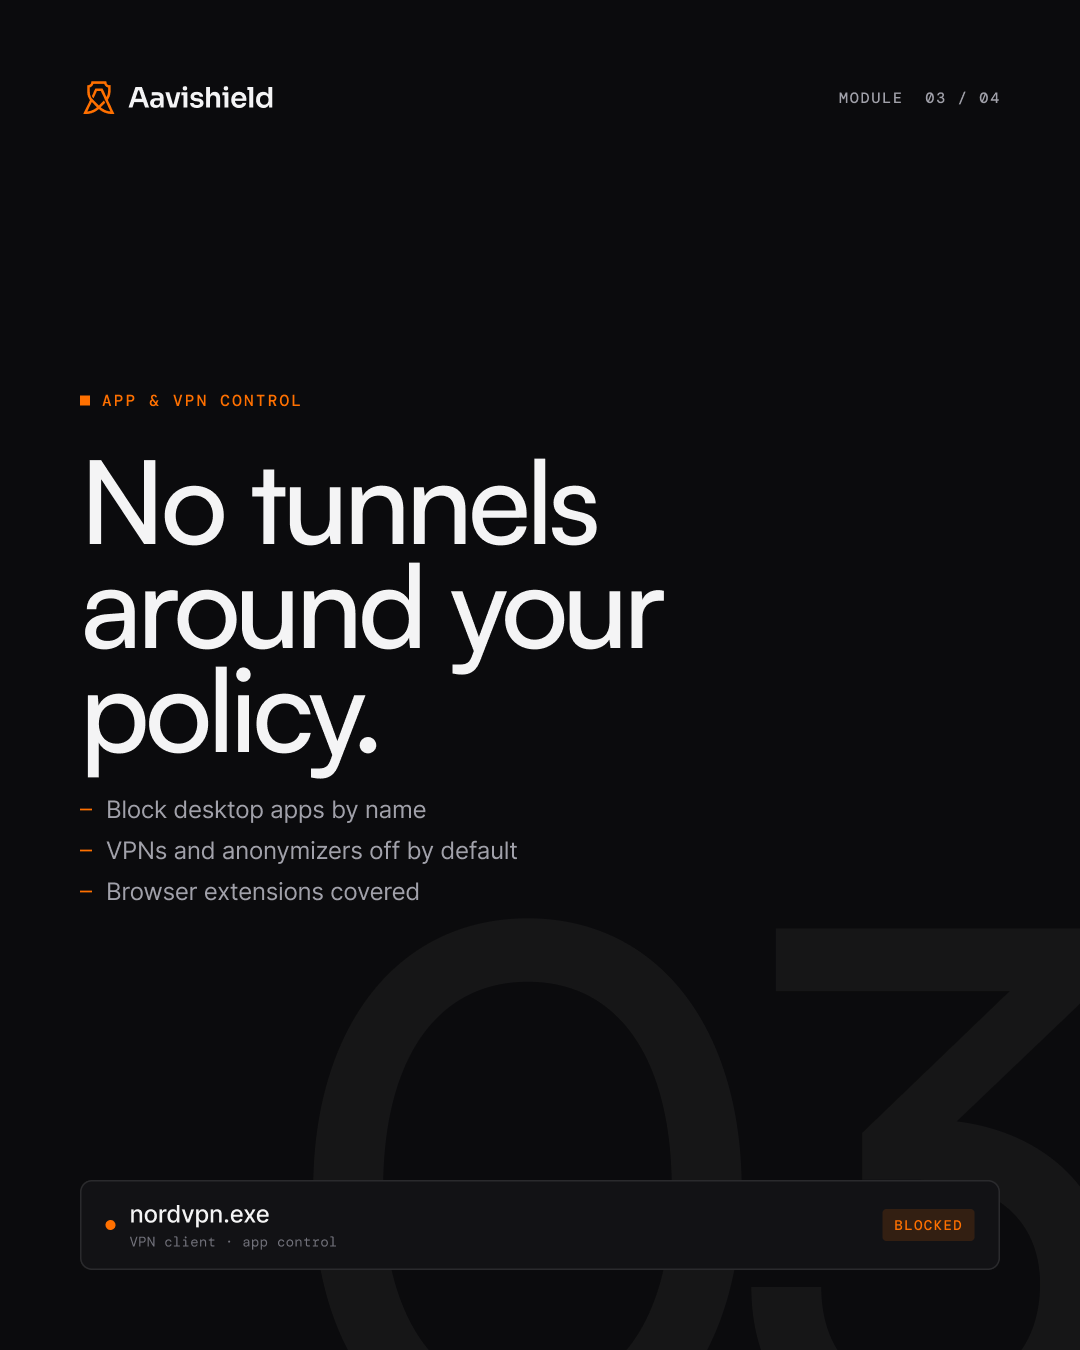 Aavishield
MODULE 03 / 04
APP & VPN CONTROL
No tunnels
around your
policy.
– Block desktop apps by name
– VPNs and anonymizers off by default
– Browser extensions covered
03
nordvpn.exe
VPN client · app control
BLOCKED